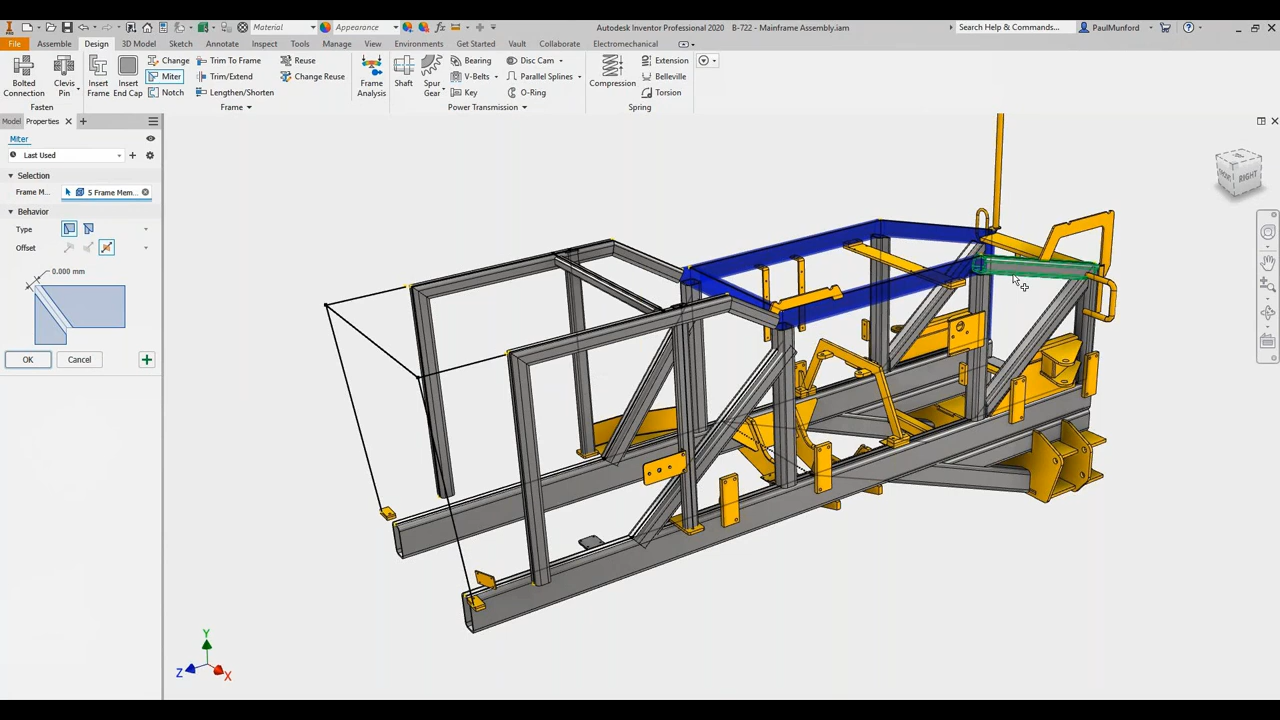 Material
Appearance
Autodesk Inventor Professional 2020 B-722 - Mainframe Assembly.iam
Search Help & Commands...
PaulMunford
File Assembly Design 3D Model Sketch Annotate Inspect Tools Manage View Environments Get Started Vault Collaborate Electromechanical
Bolted Connection
Clevis Pin
Insert Frame
Insert End Cap
Change
Miter
Notch
Trim To Frame
Trim/Extend
Lengthen/Shorten
Reuse
Change Reuse
Frame Analysis
Shaft
Spur Gear
Bearing
V-Belts
Key
Disc Cam
Parallel Splines
O-Ring
Compression
Extension
Belleville
Torsion
Fasten
Frame
Power Transmission
Spring
Model Properties
Miter
Last Used
Selection
Frame M... 5 Frame Mem...
Behavior
Type
Offset
0.000 mm
OK Cancel
RIGHT
Y
Z
X